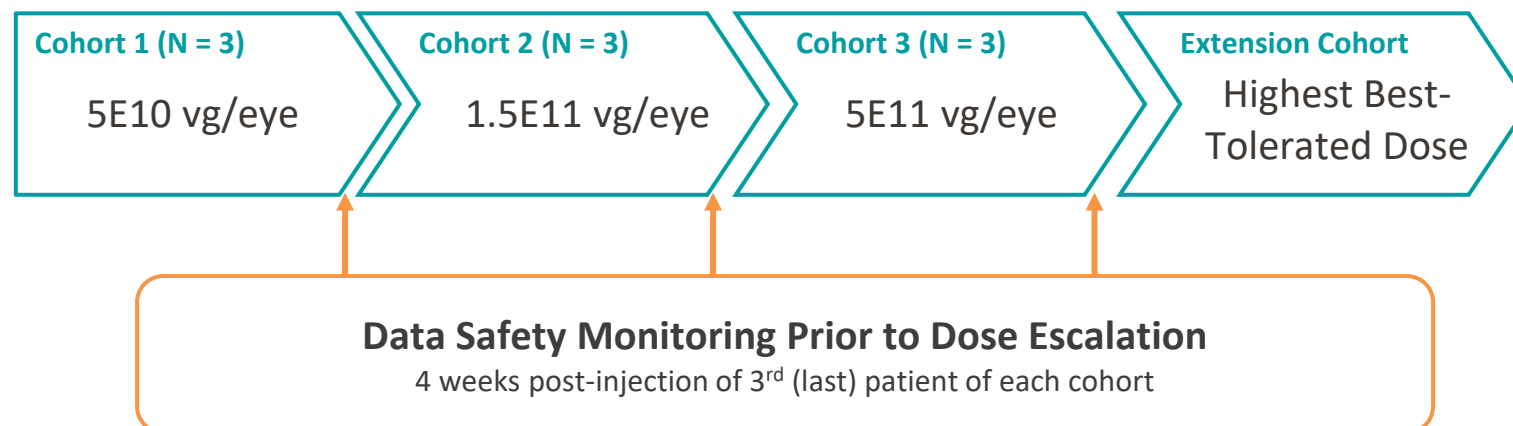 Cohort 1 (N = 3)
5E10 vg/eye
Cohort 2 (N = 3)
1.5E11 vg/eye
Cohort 3 (N = 3)
5E11 vg/eye
Extension Cohort
Highest Best-
Tolerated Dose
Data Safety Monitoring Prior to Dose Escalation
4 weeks post-injection of 3rd (last) patient of each cohort